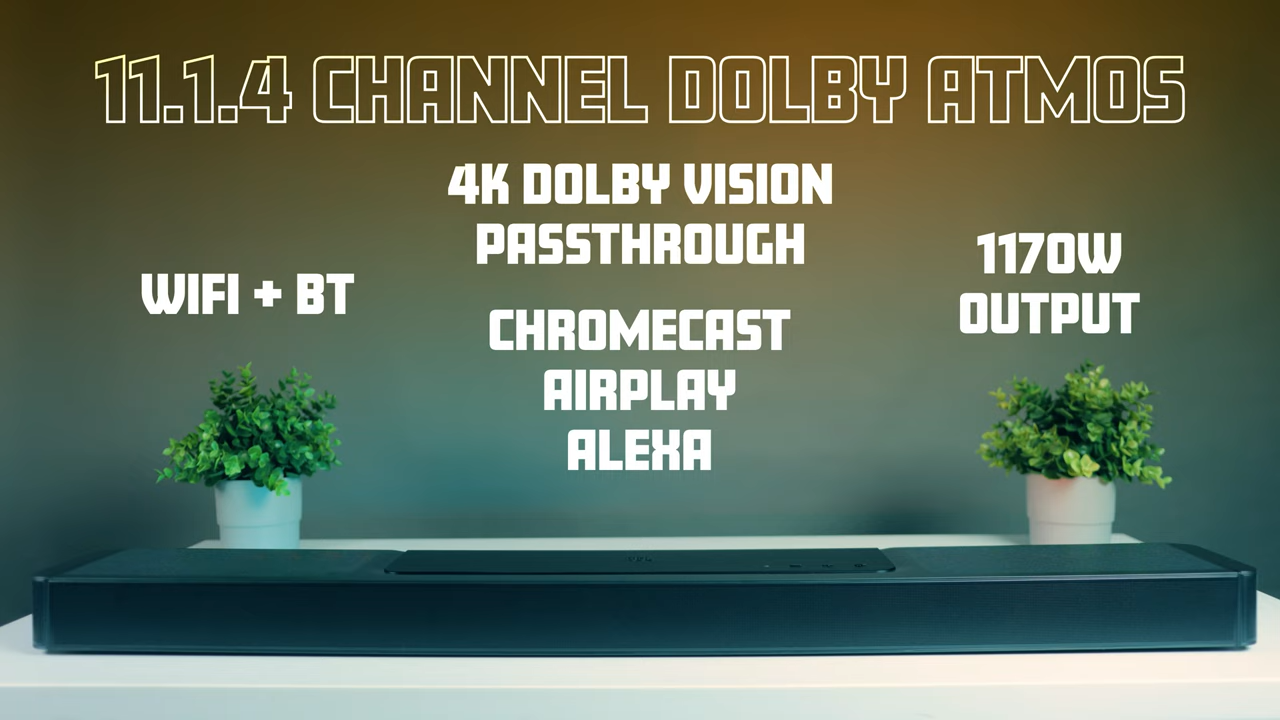 11.1.4 CHANNEL DOLBY ATMOS
4K DOLBY VISION
PASSTHROUGH
WIFI + BT
1170W
OUTPUT
CHROMECAST
AIRPLAY
ALEXA